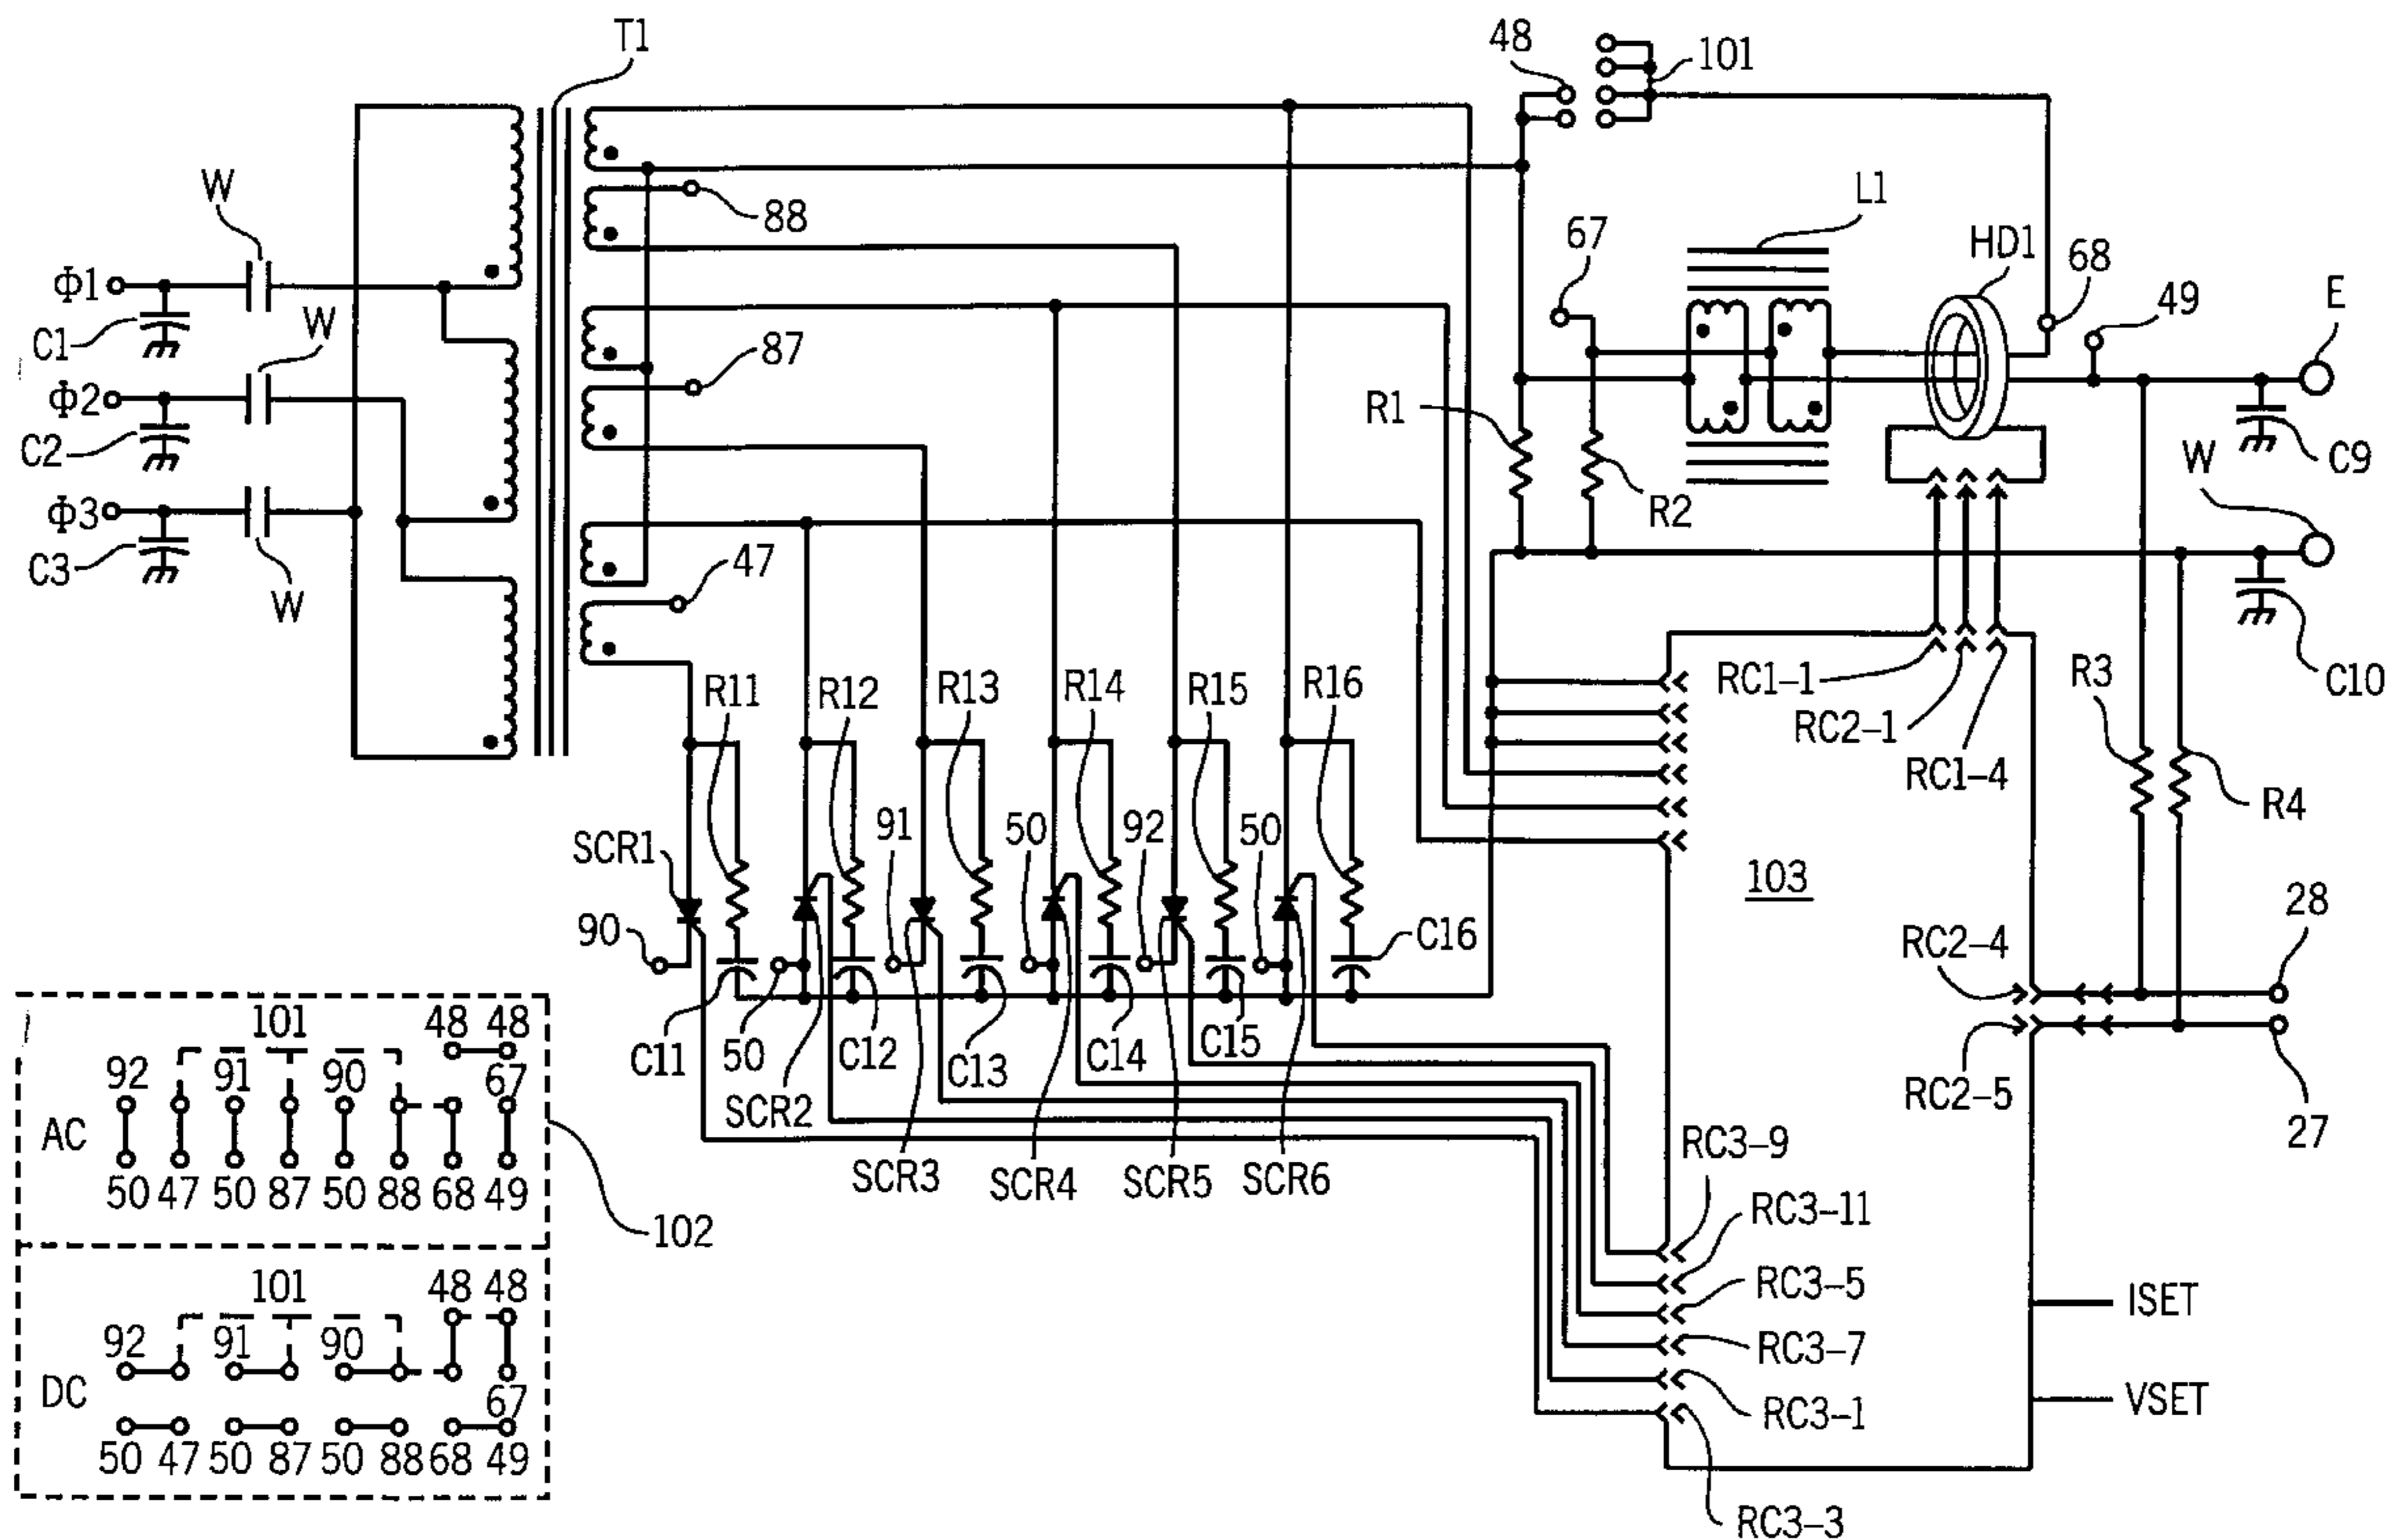 T1
48
101
W
88
L1
67
HD1
68
49
E
Φ1
C1
W
87
Φ2
C2
R1
R2
W
C9
Φ3
C3
W
47
R11
R12
R13
R14
R15
R16
RC1-1
RC2-1
RC1-4
R3
C10
R4
SCR1
91
50
92
50
103
90
C16
RC2-4
28
C11
50
C12
C13
C14
C15
SCR2
RC2-5
27
SCR3
SCR4
SCR5
SCR6
RC3-9
RC3-11
RC3-5
RC3-7
RC3-1
RC3-3
ISET
VSET
101 48 48
92 91 90 67
AC
50 47 50 87 50 88 68 49
102
101 48 48
92 91 90
DC
67
50 47 50 87 50 88 68 49